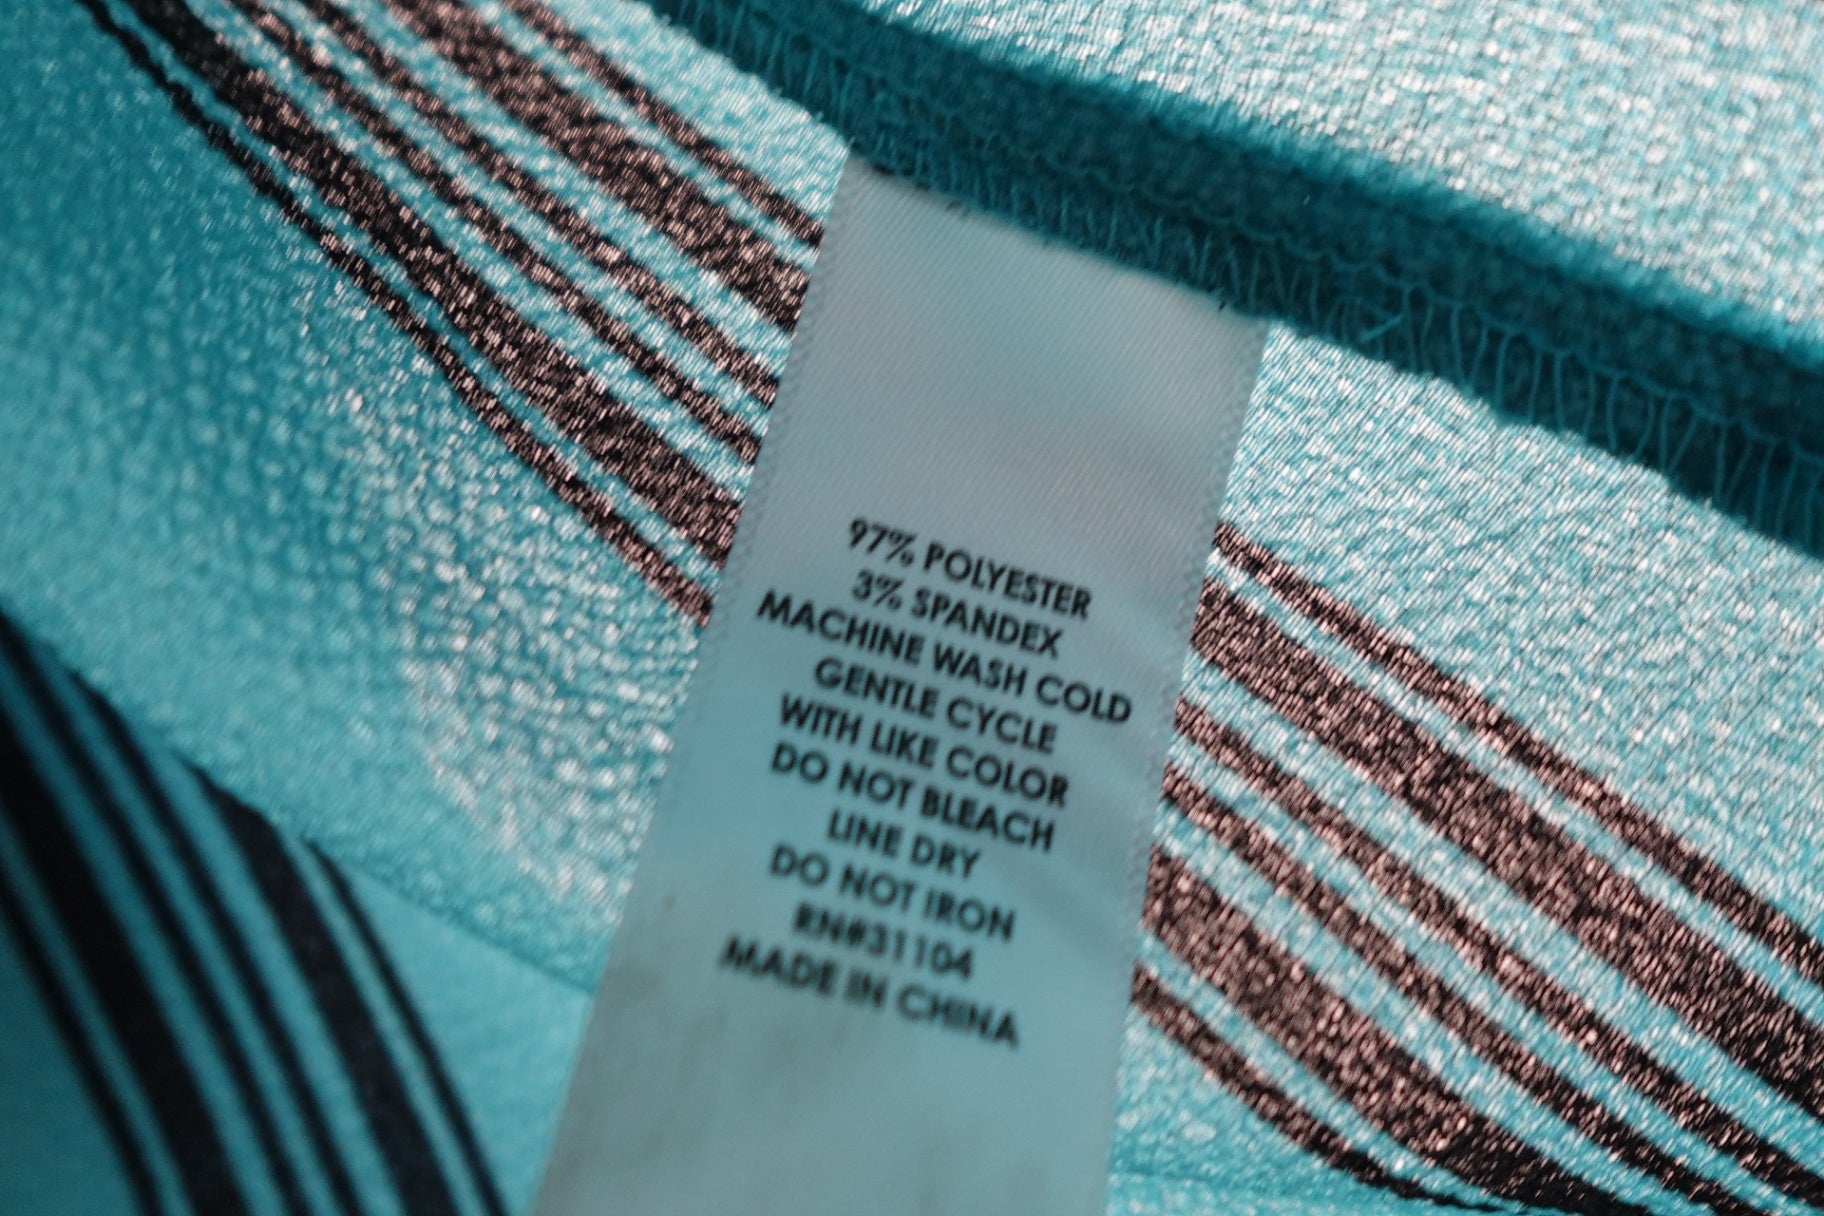 97% POLYESTER
3% SPANDEX
MACHINE WASH COLD
GENTLE CYCLE
WITH LIKE COLOR
DO NOT BLEACH
LINE DRY
DO NOT IRON
RN#31104
MADE IN CHINA